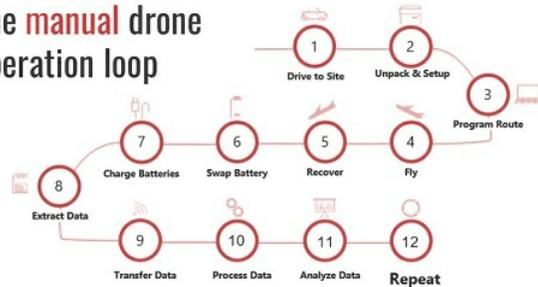 he manual drone
peration loop
1
Drive to Site
2
Unpack & Setup
3
Program Route
4
Fly
5
Recover
6
Swap Battery
7
Charge Batteries
8
Extract Data
9
Transfer Data
10
Process Data
11
Analyze Data
12
Repeat